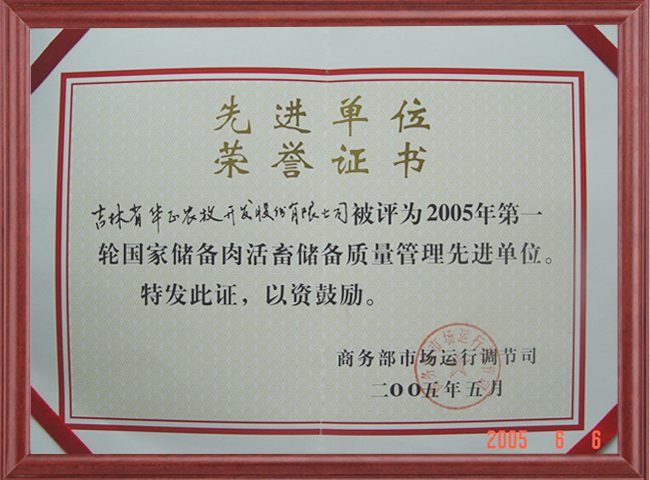 先进单位
荣誉证书
吉林省华正农牧开发股份有限公司被评为2005年第一
轮国家储备肉活畜储备质量管理先进单位。
特发此证，以资鼓励。
商务部市场运行调节司
二〇〇五年五月
2005 6 6